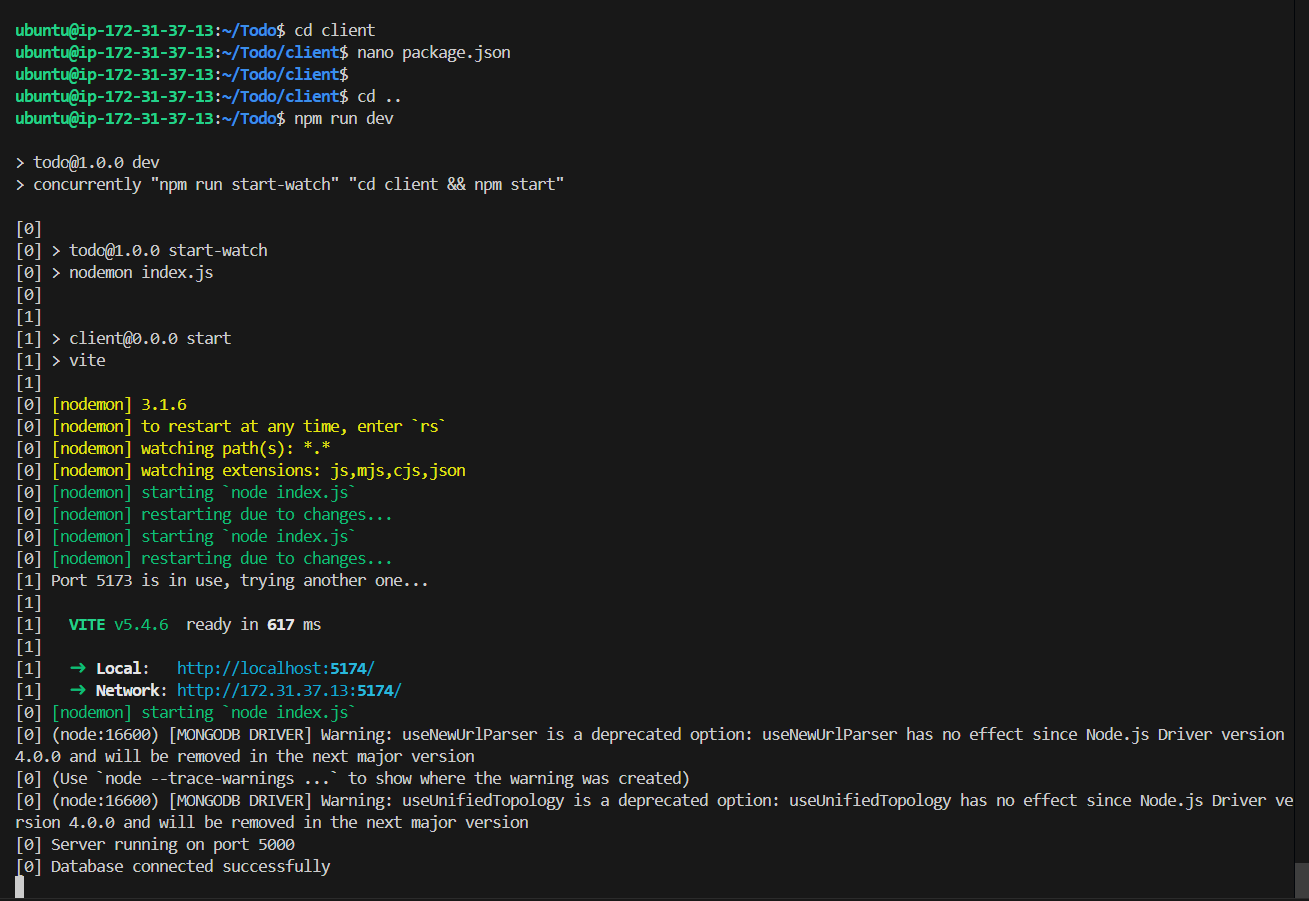 ubuntu@ip-172-31-37-13:~/Todo$ cd client
ubuntu@ip-172-31-37-13:~/Todo/client$ nano package.json
ubuntu@ip-172-31-37-13:~/Todo/client$
ubuntu@ip-172-31-37-13:~/Todo/client$ cd ..
ubuntu@ip-172-31-37-13:~/Todo$ npm run dev
> todo@1.0.0 dev
> concurrently "npm run start-watch" "cd client && npm start"
[0]
[0] > todo@1.0.0 start-watch
[0] > nodemon index.js
[0]
[1]
[1] > client@0.0.0 start
[1] > vite
[1]
[0] [nodemon] 3.1.6
[0] [nodemon] to restart at any time, enter `rs`
[0] [nodemon] watching path(s): *.*
[0] [nodemon] watching extensions: js,mjs,cjs,json
[0] [nodemon] starting `node index.js`
[0] [nodemon] restarting due to changes...
[0] [nodemon] starting `node index.js`
[0] [nodemon] restarting due to changes...
[1] Port 5173 is in use, trying another one...
[1]
[1]   VITE v5.4.6  ready in 617 ms
[1]
[1]   ➜ Local:   http://localhost:5174/
[1]   ➜ Network: http://172.31.37.13:5174/
[0] [nodemon] starting `node index.js`
[0] (node:16600) [MONGODB DRIVER] Warning: useNewUrlParser is a deprecated option: useNewUrlParser has no effect since Node.js Driver version
4.0.0 and will be removed in the next major version
[0] (Use `node --trace-warnings ...` to show where the warning was created)
[0] (node:16600) [MONGODB DRIVER] Warning: useUnifiedTopology is a deprecated option: useUnifiedTopology has no effect since Node.js Driver ve
rsion 4.0.0 and will be removed in the next major version
[0] Server running on port 5000
[0] Database connected successfully